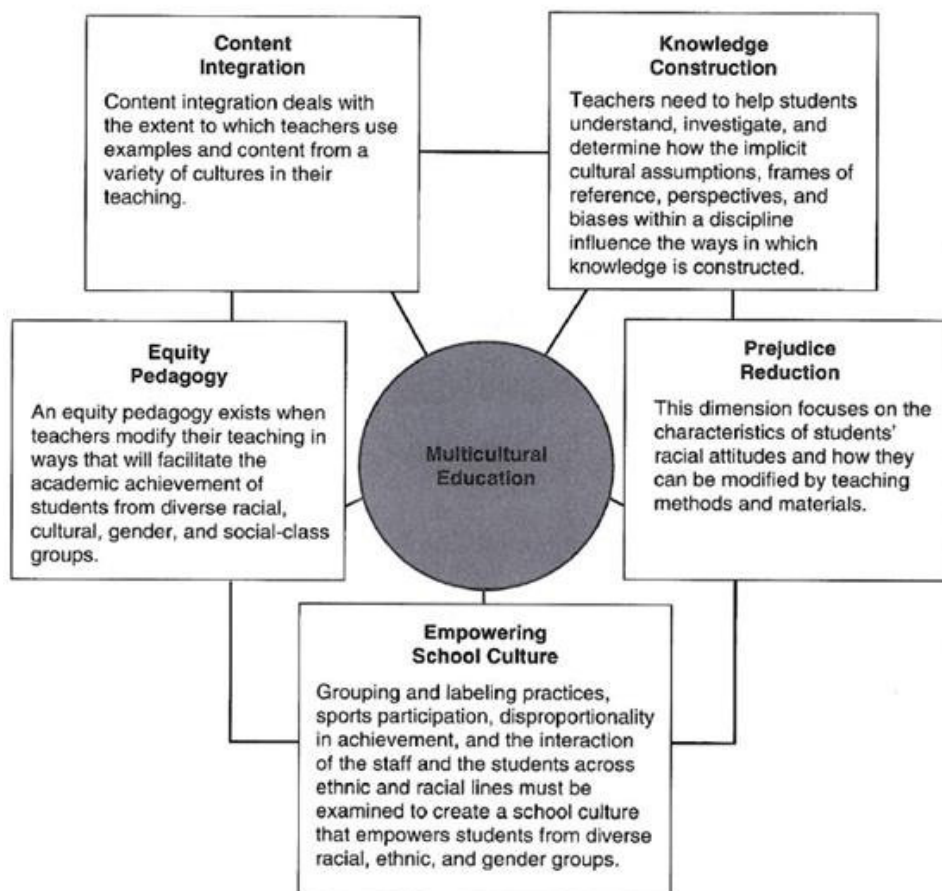 Content
Integration
Content integration deals with
the extent to which teachers use
examples and content from a
variety of cultures in their
teaching.
Knowledge
Construction
Teachers need to help students
understand, investigate, and
determine how the implicit
cultural assumptions, frames of
reference, perspectives, and
biases within a discipline
influence the ways in which
knowledge is constructed.
Equity
Pedagogy
An equity pedagogy exists when
teachers modify their teaching in
ways that will facilitate the
academic achievement of
students from diverse racial,
cultural, gender, and social-class
groups.
Multicultural
Education
Prejudice
Reduction
This dimension focuses on the
characteristics of students'
racial attitudes and how they
can be modified by teaching
methods and materials.
Empowering
School Culture
Grouping and labeling practices,
sports participation, disproportionality
in achievement, and the interaction
of the staff and the students across
ethnic and racial lines must be
examined to create a school culture
that empowers students from diverse
racial, ethnic, and gender groups.